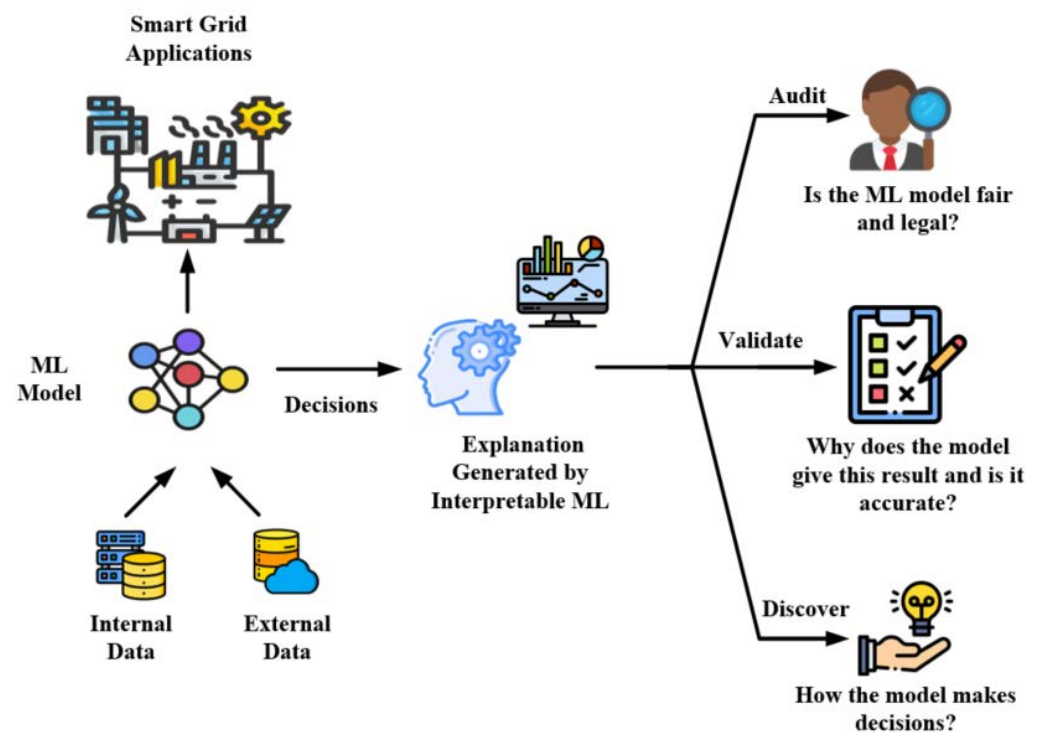 Smart Grid
Applications
ML
Model
Internal
Data
External
Data
Decisions
Explanation
Generated by
Interpretable ML
Audit
Is the ML model fair
and legal?
Validate
Why does the model
give this result and is it
accurate?
Discover
How the model makes
decisions?